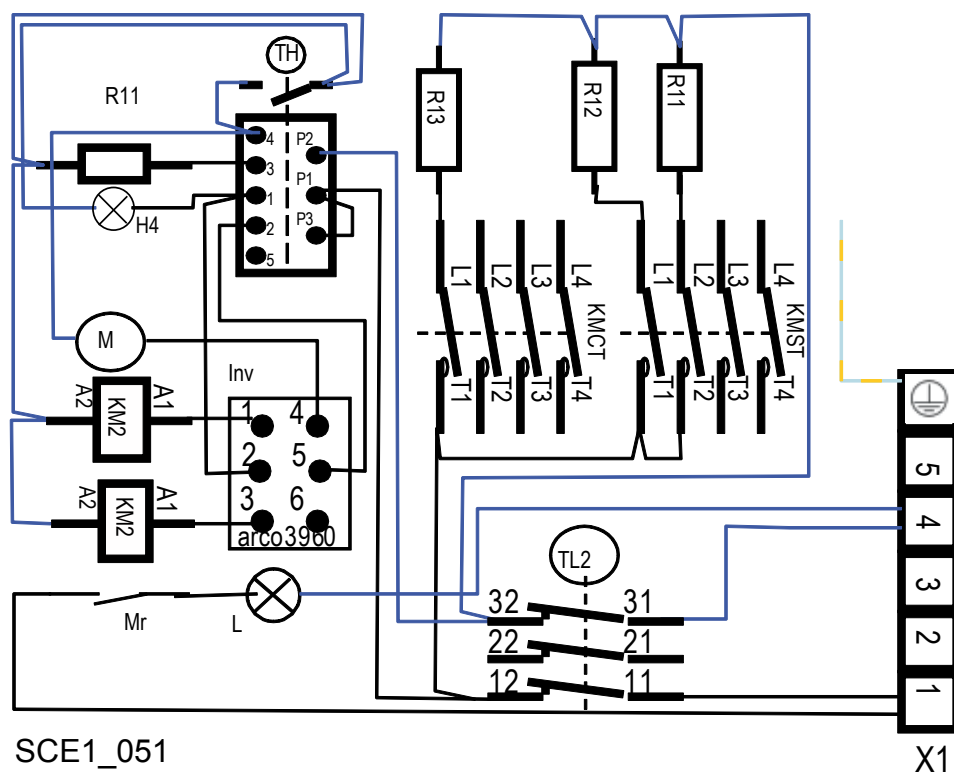 TH
R11
4
P2
3
P1
1
P3
2
5
H4
R13
R12
R11
L1
L2
L3
L4
KMCT
T1
T2
T3
T4
L1
L2
L3
L4
KMST
T1
T2
T3
T4
M
Inv
A2
KM2
A1
1
4
2
5
A2
KM2
A1
3
6
arco3960
5
4
3
2
1
X1
TL2
32
31
22
21
12
11
Mr
L
SCE1_051